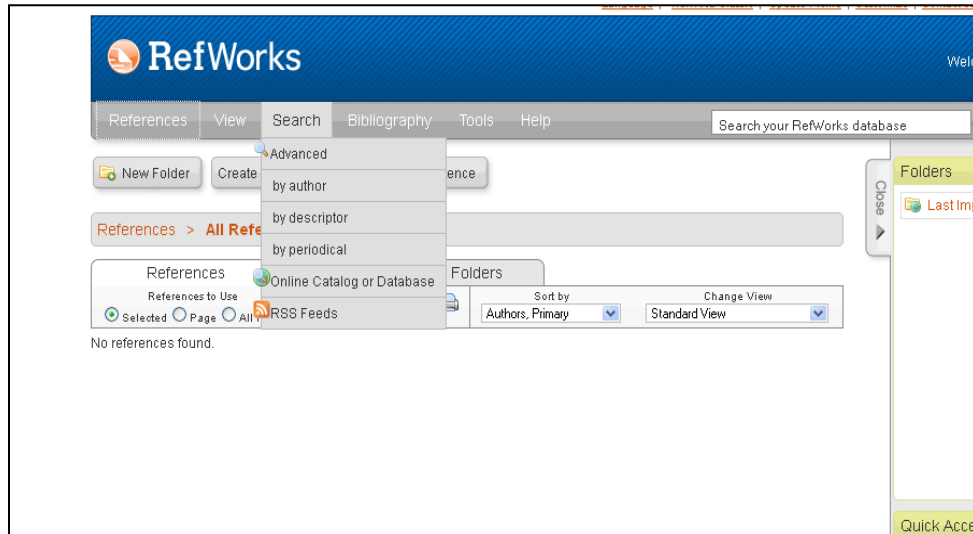 RefWorks
Welc
References View Search Bibliography Tools Help
Search your RefWorks database
Advanced
New Folder Create ence
by author
by descriptor
by periodical
Online Catalog or Database
RSS Feeds
Close
Folders
Last Imp
References > All Refe
References Folders
References to Use Sort by Change View
Selected Page All Authors, Primary Standard View
No references found.
Quick Acce